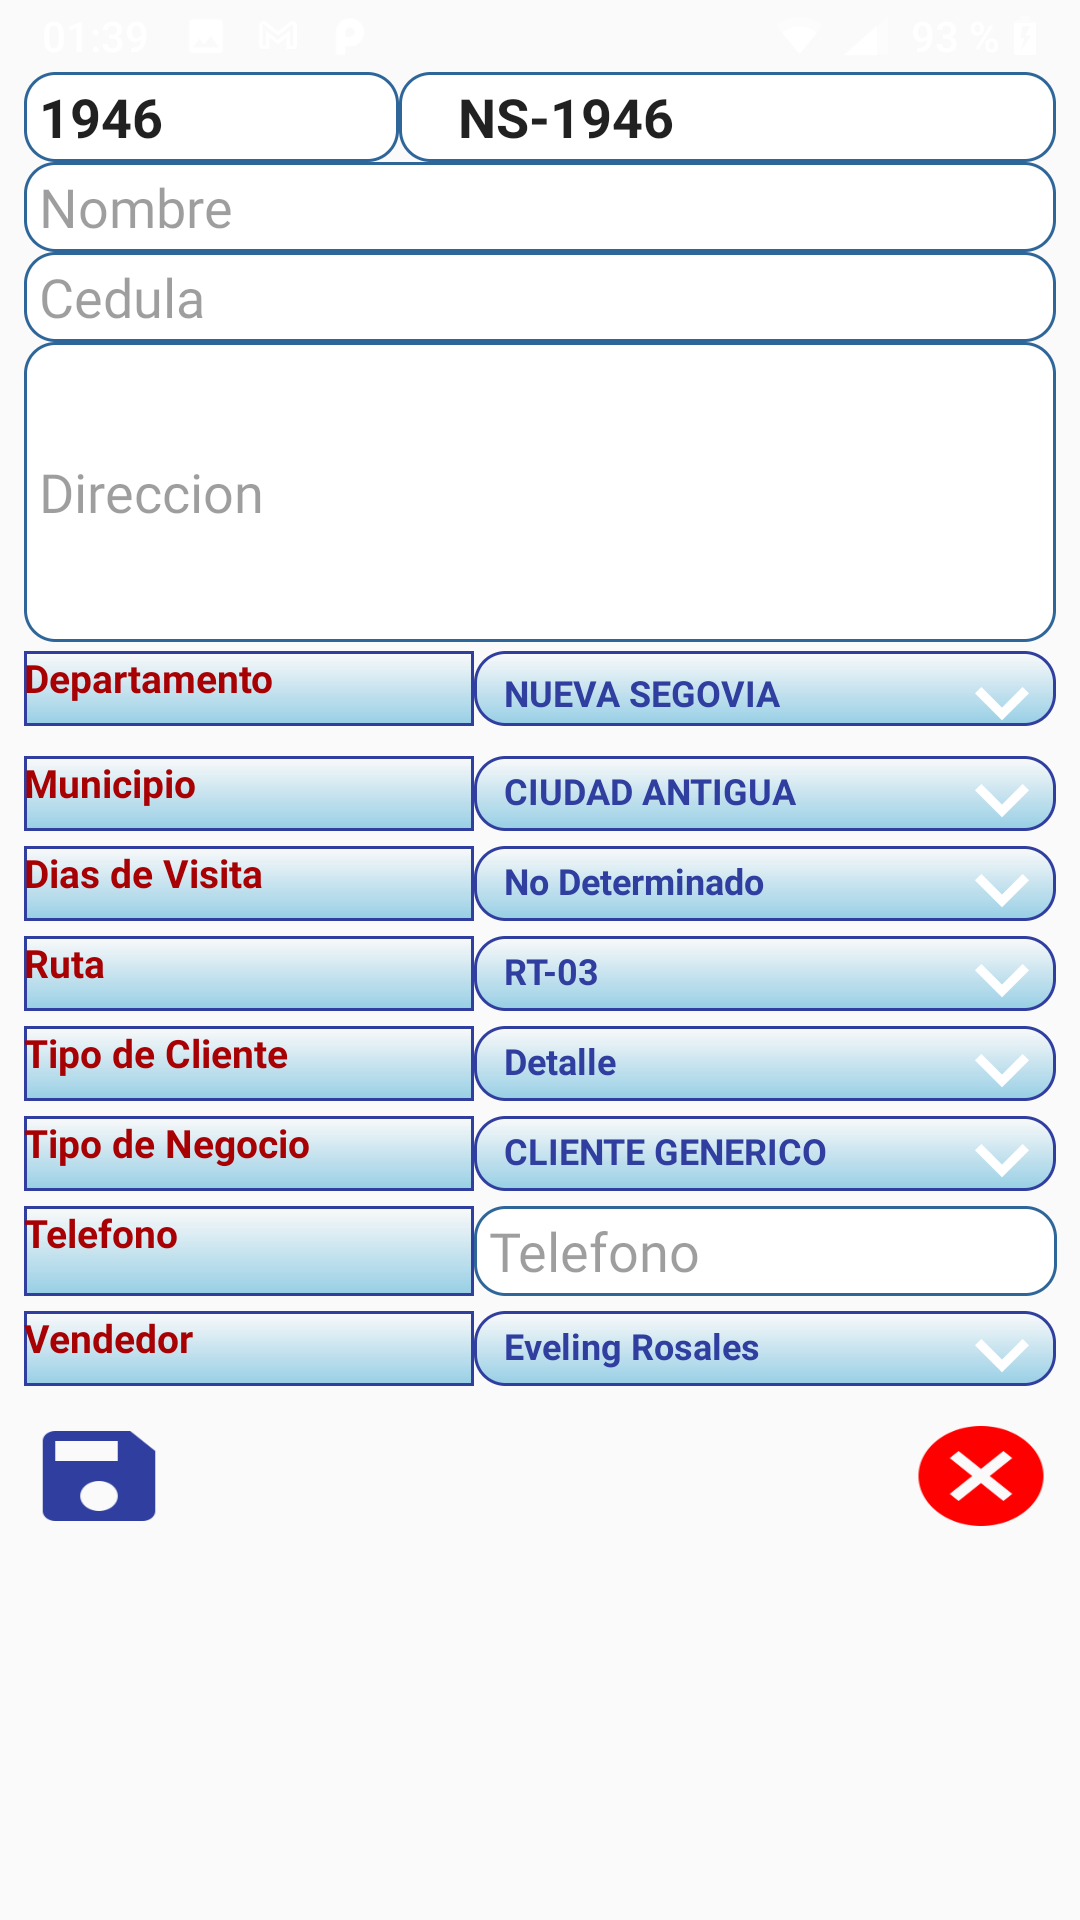 01:39 93 %
1946 NS-1946
Nombre
Cedula
Direccion
Departamento NUEVA SEGOVIA
Municipio CIUDAD ANTIGUA
Dias de Visita No Determinado
Ruta RT-03
Tipo de Cliente Detalle
Tipo de Negocio CLIENTE GENERICO
Telefono Telefono
Vendedor Eveling Rosales